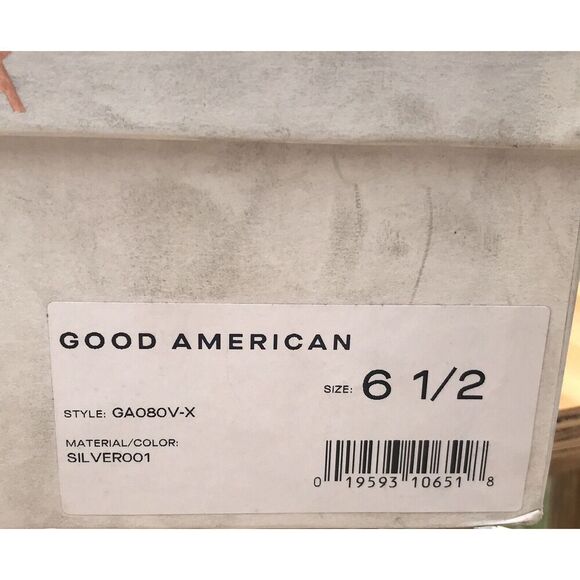 GOOD AMERICAN
SIZE: 6 1/2
STYLE: GA080V-X
MATERIAL/COLOR:
SILVER001
0 19593 10651 8